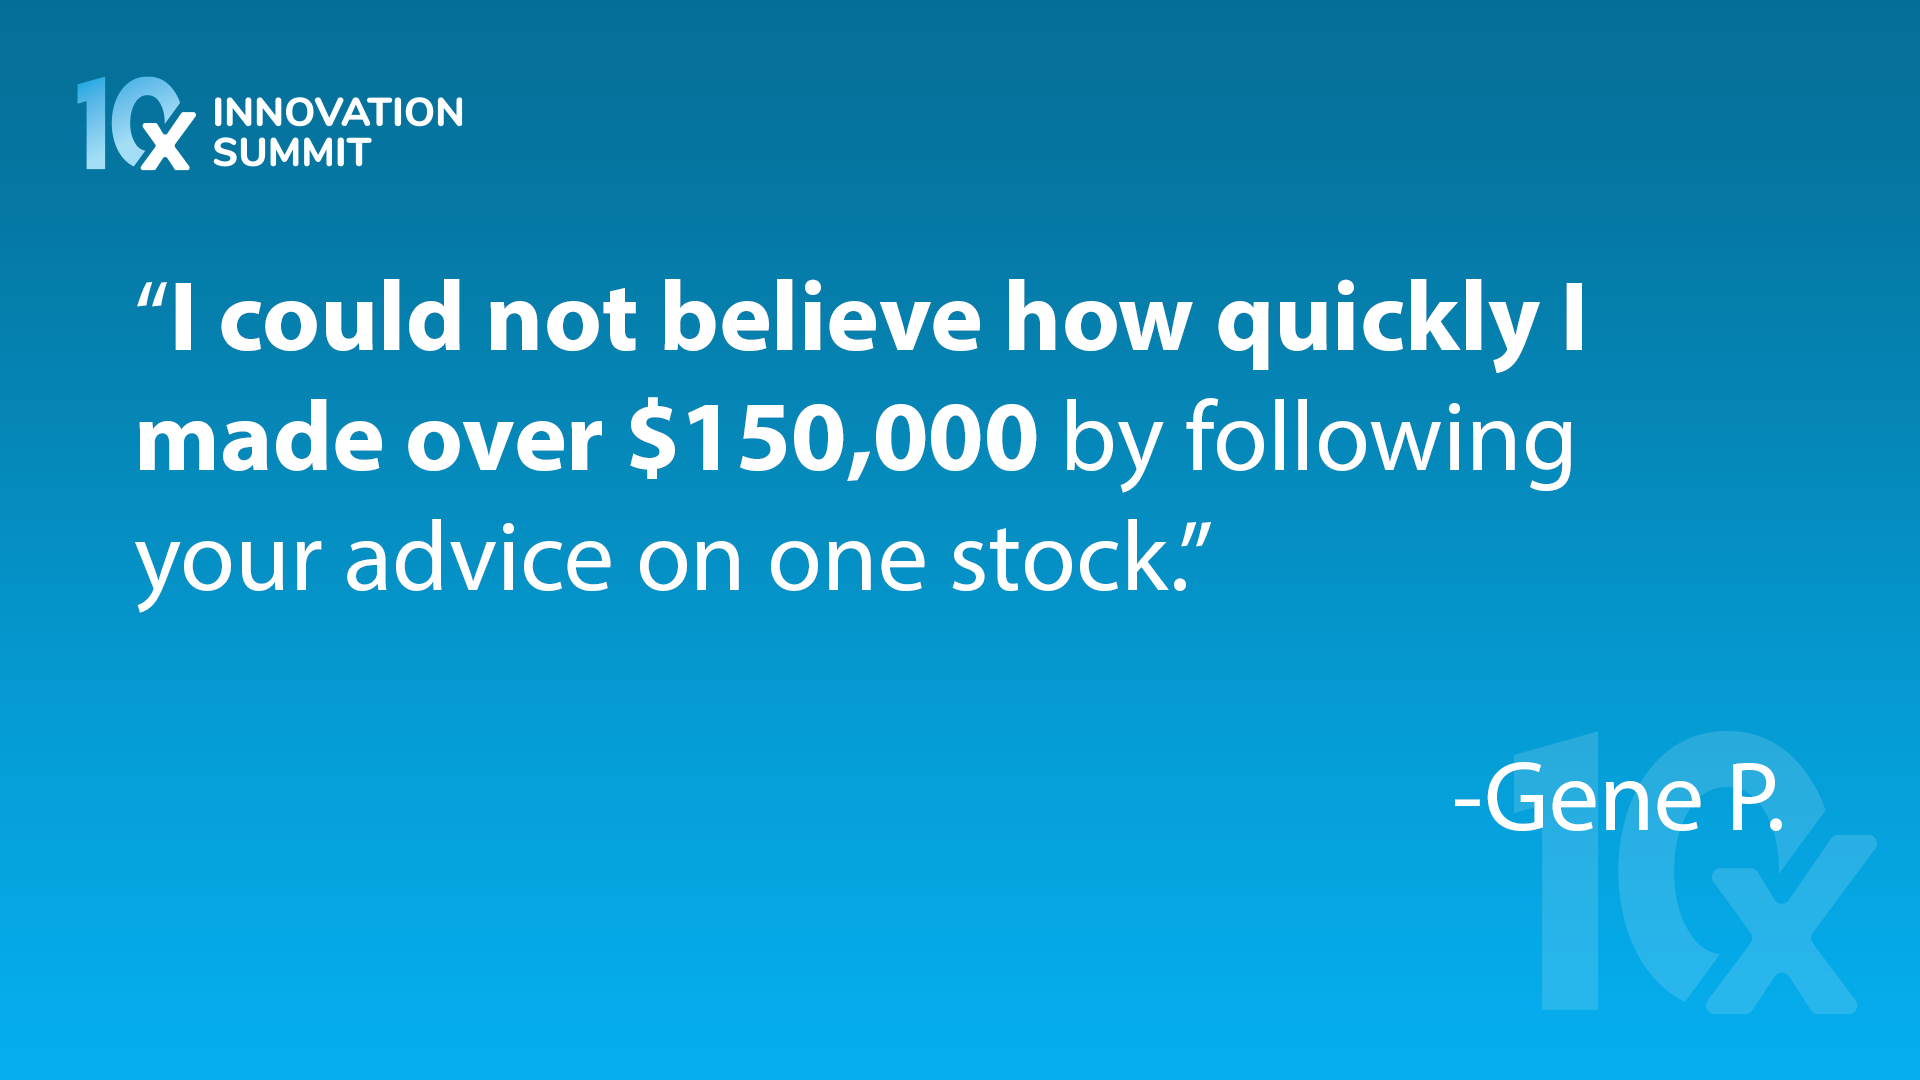 10x INNOVATION
SUMMIT
“I could not believe how quickly I
made over $150,000 by following
your advice on one stock.”
-Gene P.
10x